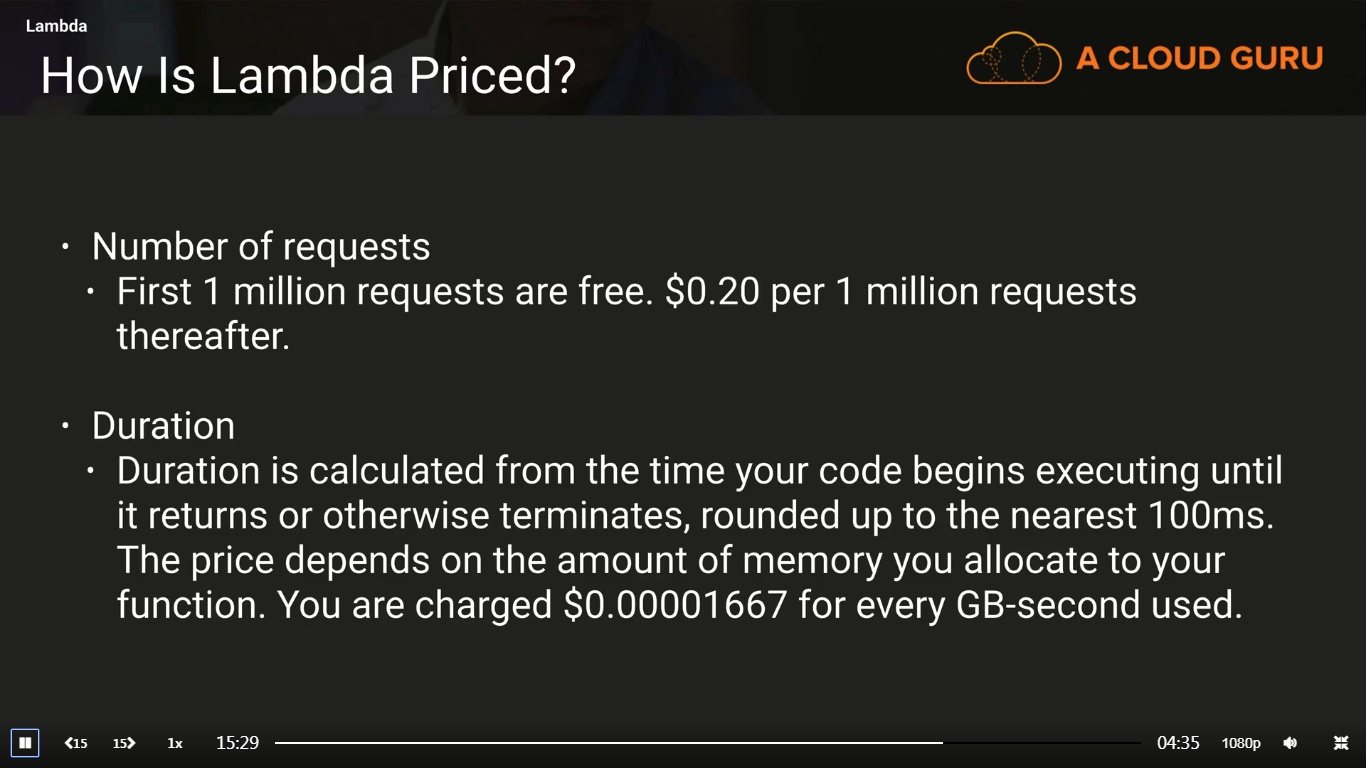 Lambda
How Is Lambda Priced?
A CLOUD GURU
• Number of requests
• First 1 million requests are free. $0.20 per 1 million requests
thereafter.
• Duration
• Duration is calculated from the time your code begins executing until
it returns or otherwise terminates, rounded up to the nearest 100ms.
The price depends on the amount of memory you allocate to your
function. You are charged $0.00001667 for every GB-second used.
15 15 1x 15:29 04:35 1080p